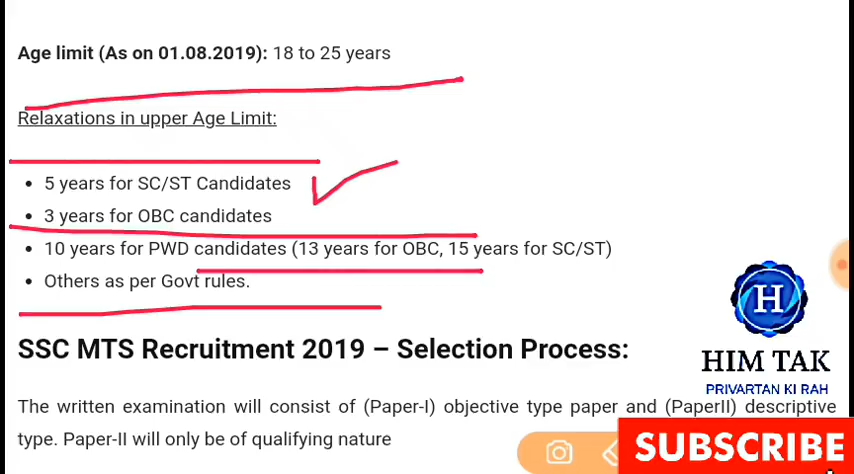 Age limit (As on 01.08.2019): 18 to 25 years
Relaxations in upper Age Limit:
• 5 years for SC/ST Candidates
• 3 years for OBC candidates
• 10 years for PWD candidates (13 years for OBC, 15 years for SC/ST)
• Others as per Govt rules.
SSC MTS Recruitment 2019 – Selection Process:
The written examination will consist of (Paper-I) objective type paper and (PaperII) descriptive
type. Paper-II will only be of qualifying nature
H
HIM TAK
PRIVARTAN KI RAH
SUBSCRIBE